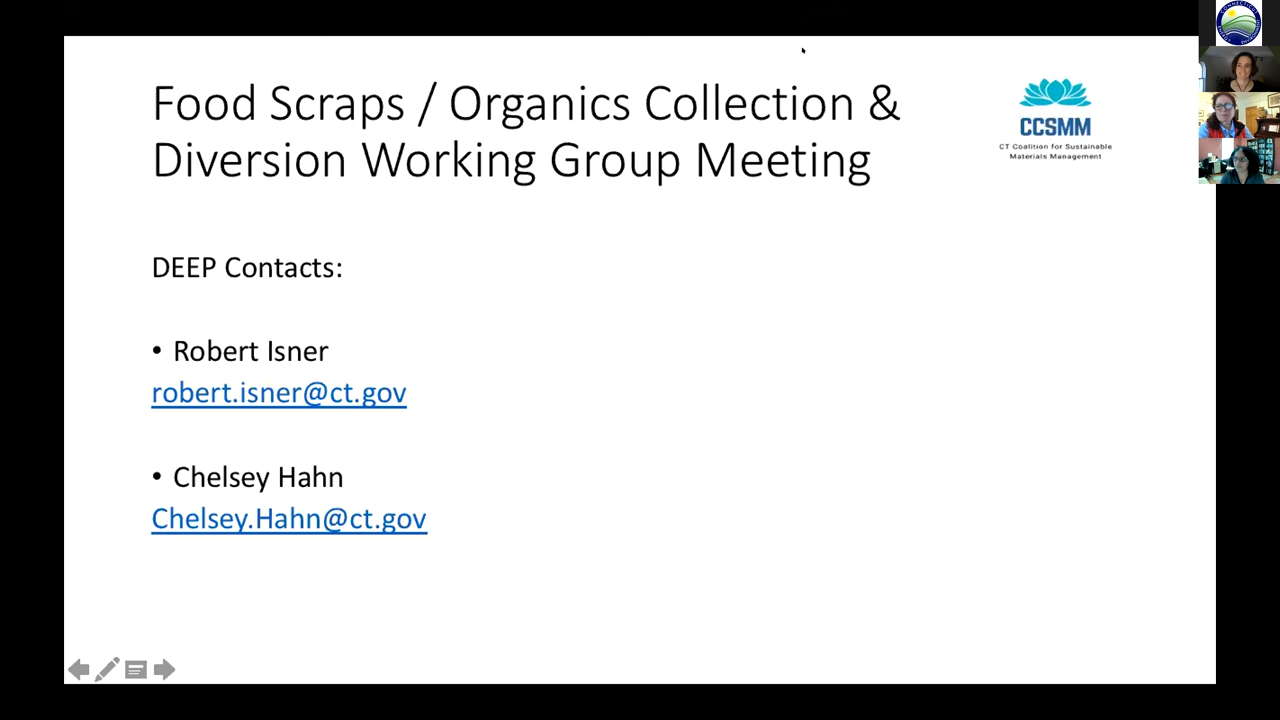 Food Scraps / Organics Collection &
Diversion Working Group Meeting
CCSMM
CT Coalition for Sustainable
Materials Management
DEEP Contacts:
• Robert Isner
robert.isner@ct.gov
• Chelsey Hahn
Chelsey.Hahn@ct.gov